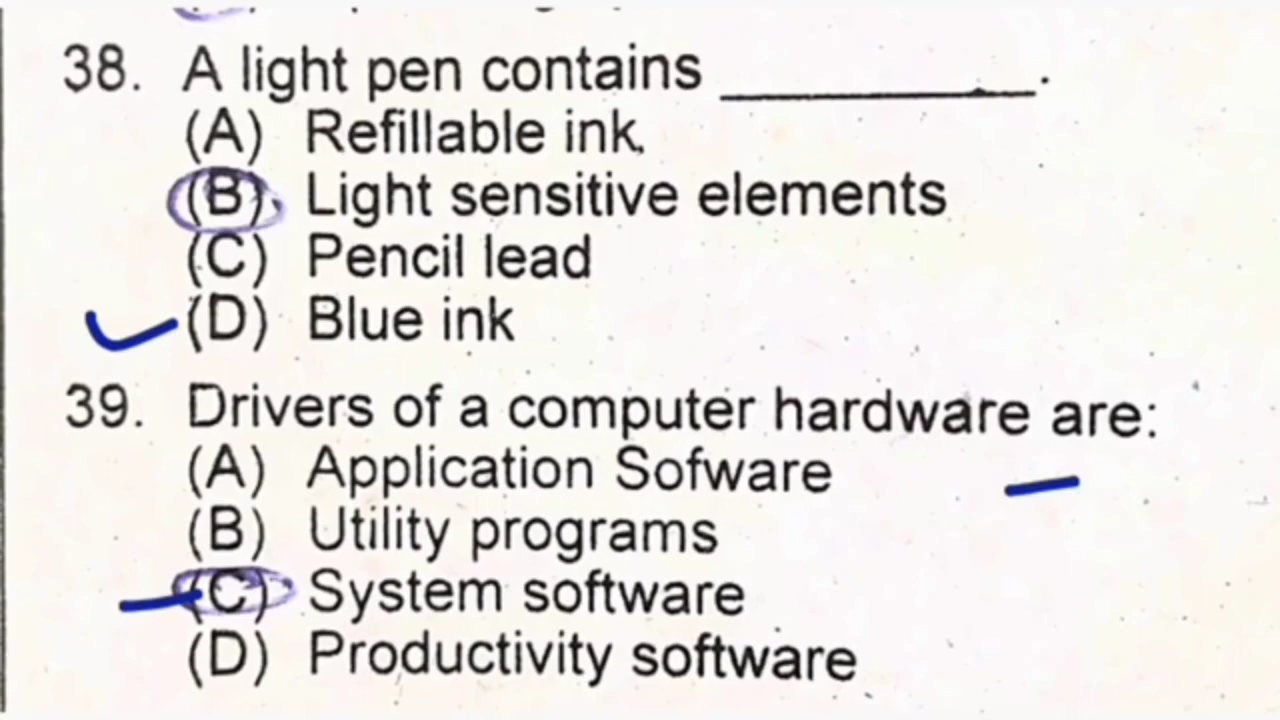 38. A light pen contains __________.
(A) Refillable ink.
(B) Light sensitive elements
(C) Pencil lead
(D) Blue ink
39. Drivers of a computer hardware are:
(A) Application Sofware
(B) Utility programs
(C) System software
(D) Productivity software